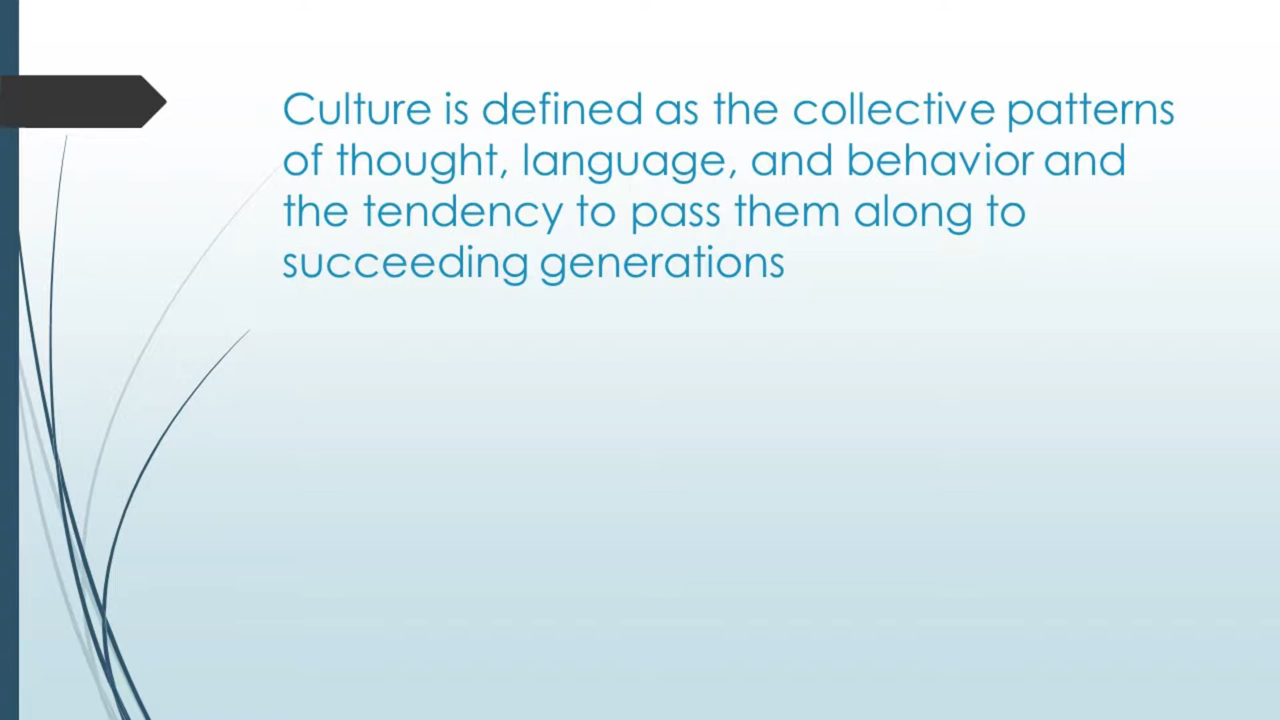 Culture is defined as the collective patterns
of thought, language, and behavior and
the tendency to pass them along to
succeeding generations